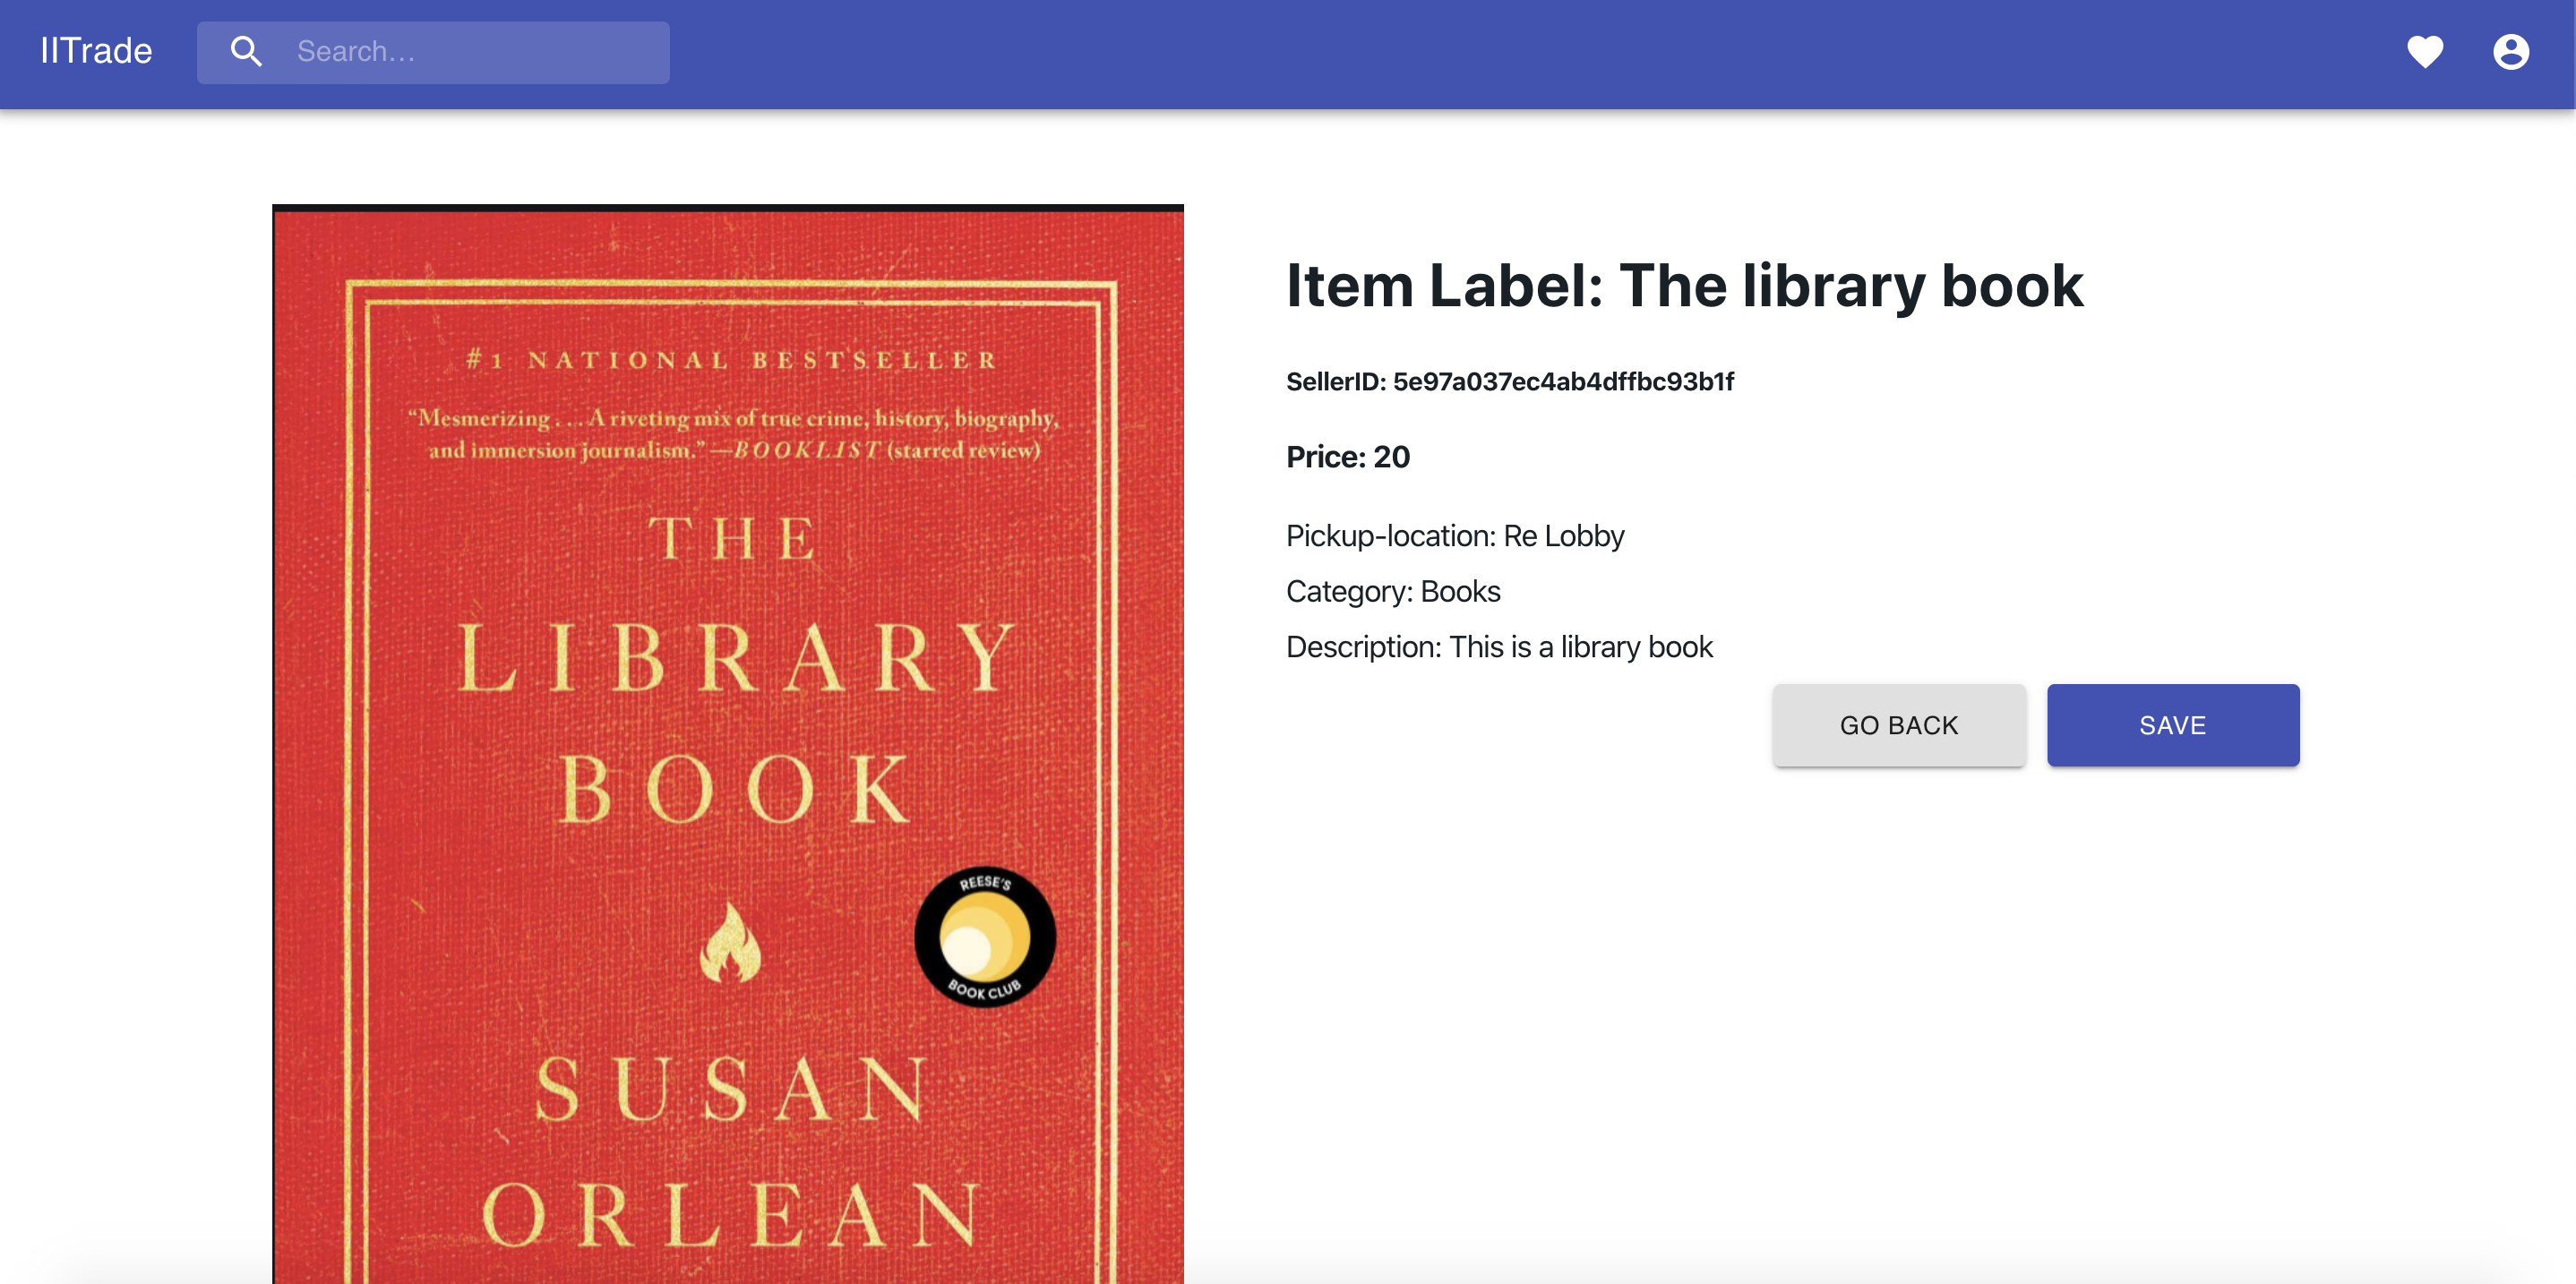 IITrade
Search...
#1 NATIONAL BESTSELLER
“Mesmerizing . . . A riveting mix of true crime, history, biography,
and immersion journalism.” —BOOKLIST (starred review)
THE
LIBRARY
BOOK
REESE'S
BOOK CLUB
SUSAN
ORLEAN
Item Label: The library book
SellerID: 5e97a037ec4ab4dffbc93b1f
Price: 20
Pickup-location: Re Lobby
Category: Books
Description: This is a library book
GO BACK
SAVE